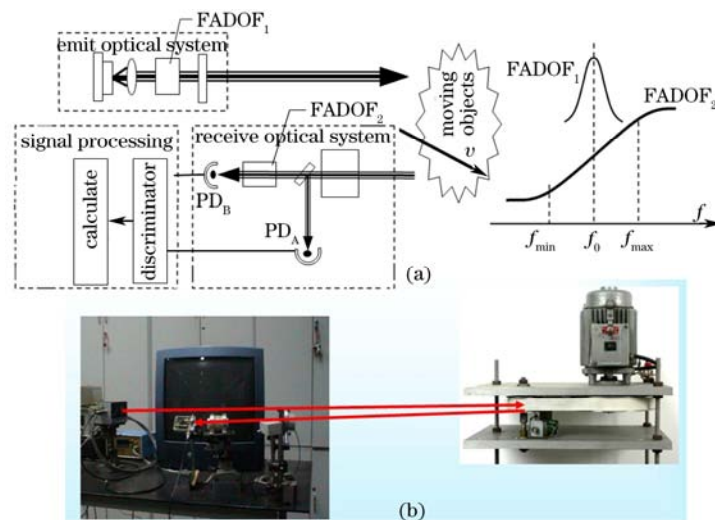 FADOF1
emit optical system
FADOF2
signal processing
receive optical system
calculate
discriminator
PDB
PDA
moving
objects
v
(a)
FADOF1
FADOF2
f
fmin
f0
fmax
(b)